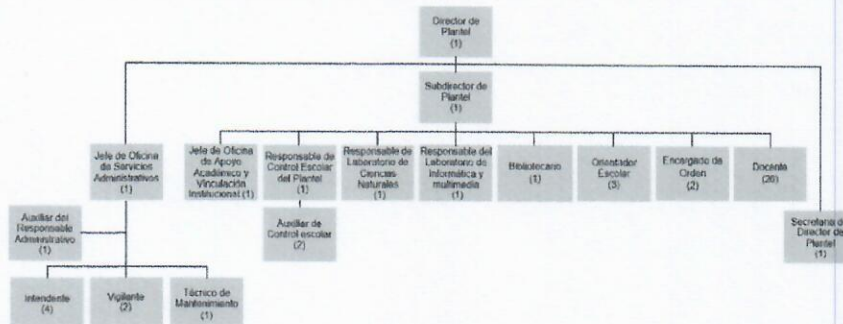 Director de
Plantel
(1)
Subdirector de
Plantel
(1)
Jefe de Oficina
de Servicios
Administrativos
(1)
Jefe de Oficina
de Apoyo
Académico y
Vinculación
Institucional (1)
Responsable de
Control Escolar
del Plantel
(1)
Responsable de
Laboratorio de
Ciencias
Naturales
(1)
Responsable del
Laboratorio de
Informática y
multimedia
(1)
Bibliotecario
(1)
Orientador
Escolar
(3)
Encargado de
Orden
(2)
Docente
(20)
Auxiliar del
Responsable
Administrativo
(1)
Auxiliar de
Control escolar
(2)
Secretaria de
Director de
Plantel
(1)
Intendente
(4)
Vigilante
(2)
Técnico de
Mantenimiento
(1)